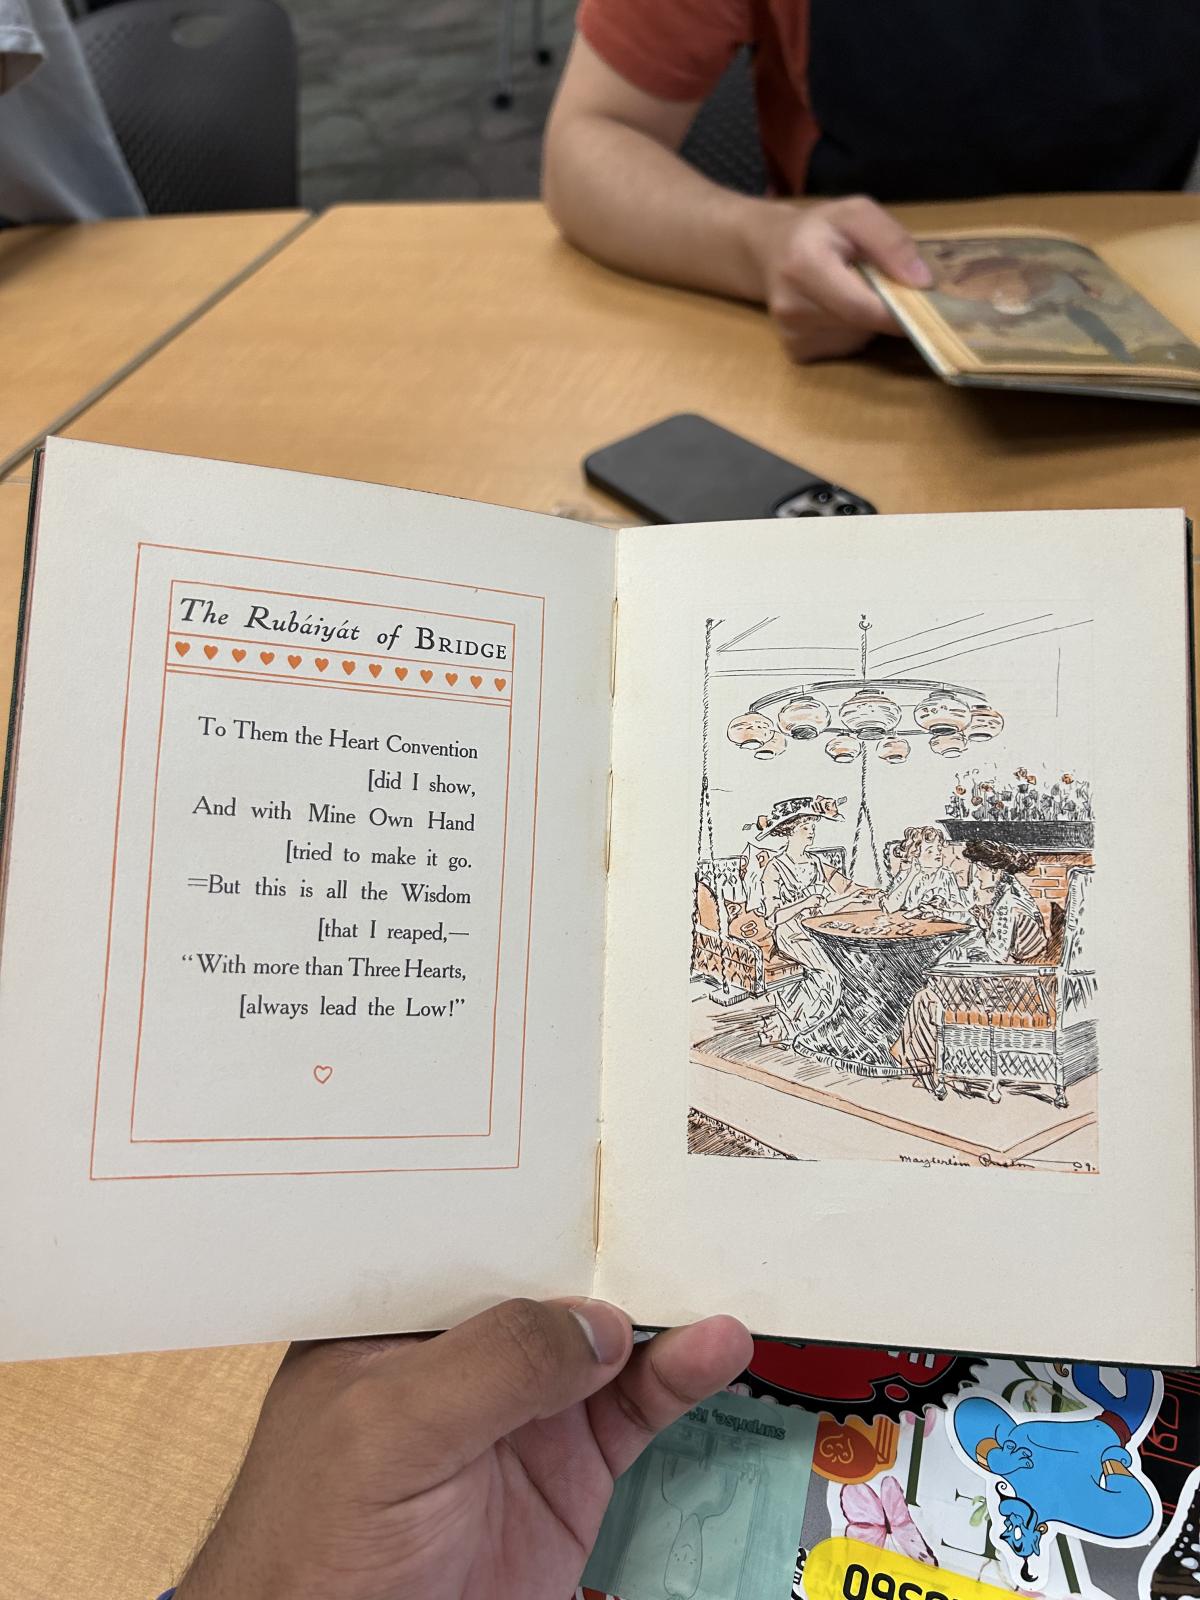 The Rubáiyát of BRIDGE
To Them the Heart Convention
[did I show,
And with Mine Own Hand
[tried to make it go.
=But this is all the Wisdom
[that I reaped,—
“With more than Three Hearts,
[always lead the Low!”
09.
surprise,